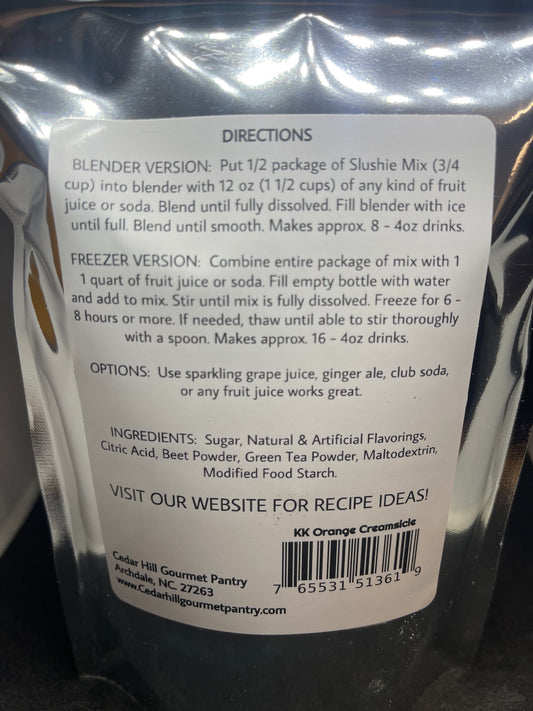 DIRECTIONS
BLENDER VERSION: Put 1/2 package of Slushie Mix (3/4
cup) into blender with 12 oz (1 1/2 cups) of any kind of fruit
juice or soda. Blend until fully dissolved. Fill blender with ice
until full. Blend until smooth. Makes approx. 8 - 4oz drinks.
FREEZER VERSION: Combine entire package of mix with 1
1 quart of fruit juice or soda. Fill empty bottle with water
and add to mix. Stir until mix is fully dissolved. Freeze for 6 -
8 hours or more. If needed, thaw until able to stir thoroughly
with a spoon. Makes approx. 16 - 4oz drinks.
OPTIONS: Use sparkling grape juice, ginger ale, club soda,
or any fruit juice works great.
INGREDIENTS: Sugar, Natural & Artificial Flavorings,
Citric Acid, Beet Powder, Green Tea Powder, Maltodextrin,
Modified Food Starch.
VISIT OUR WEBSITE FOR RECIPE IDEAS!
KK Orange Creamsicle
Cedar Hill Gourmet Pantry
Archdale, NC. 27263
www.Cedarhillgourmetpantry.com
7 65531 51361 9